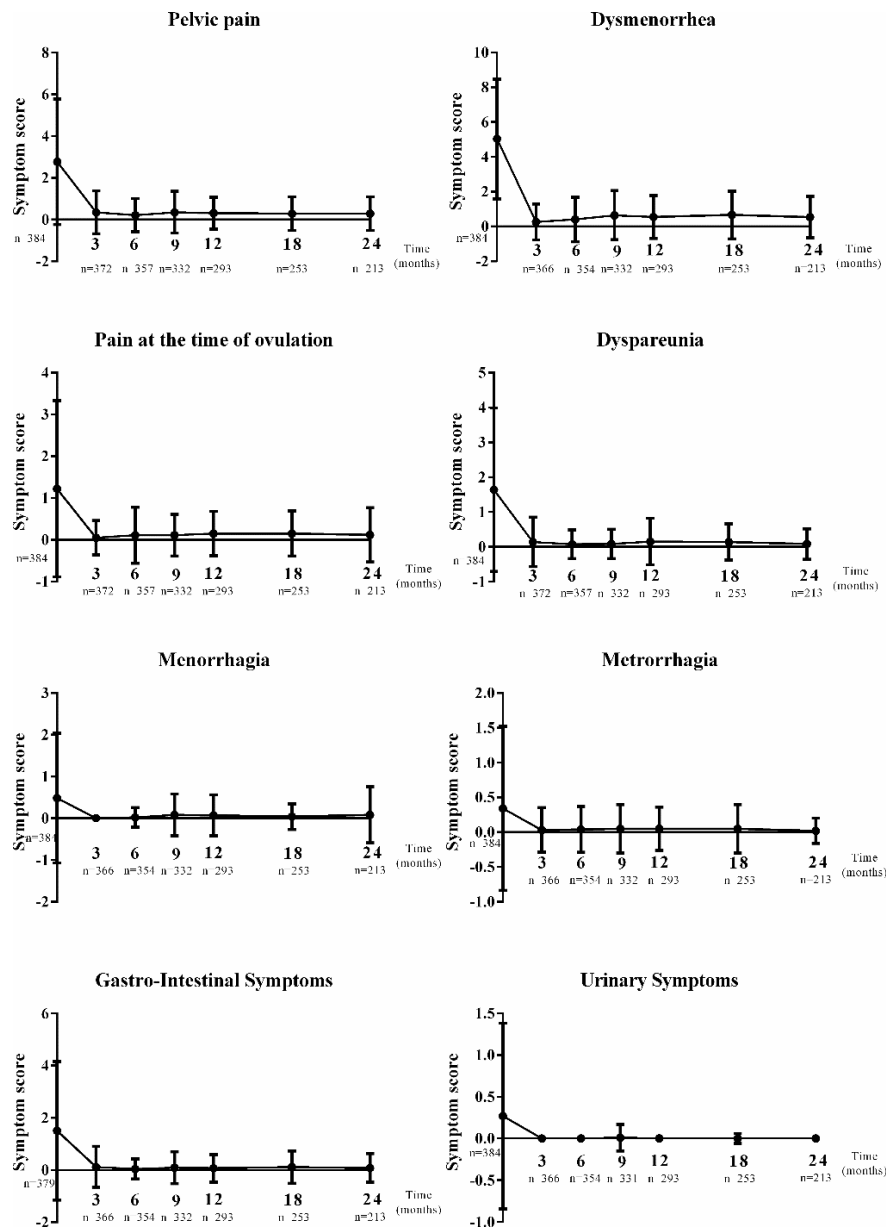 Pelvic pain
Symptom score
8
6
4
2
0
-2
n 384
3
6
9
12
18
24
Time
(months)
n=372
n 357
n=332
n=293
n=253
n 213
Dysmenorrhea
Symptom score
10
8
6
4
2
0
-2
n=384
3
6
9
12
18
24
Time
(months)
n=366
n 354
n=332
n=293
n=253
n=213
Pain at the time of ovulation
Symptom score
4
3
2
1
0
-1
n=384
3
6
9
12
18
24
Time
(months)
n=372
n 357
n=332
n=293
n=253
n 213
Dyspareunia
Symptom score
5
4
3
2
1
0
-1
n 384
3
6
9
12
18
24
Time
(months)
n 372
n=357
n 332
n 293
n 253
n=213
Menorrhagia
Symptom score
3
2
1
0
-1
-2
n=384
3
6
9
12
18
24
Time
(months)
n 366
n=354
n=332
n=293
n 253
n=213
Metrorrhagia
Symptom score
2.0
1.5
1.0
0.5
0.0
-0.5
-1.0
n 384
3
6
9
12
18
24
Time
(months)
n 366
n=354
n 332
n 293
n 253
n=213
Gastro-Intestinal Symptoms
Symptom score
6
4
2
0
-2
n=379
3
6
9
12
18
24
Time
(months)
n 366
n 354
n 332
n 293
n 253
n=213
Urinary Symptoms
Symptom score
1.5
1.0
0.5
0.0
-0.5
-1.0
n=384
3
6
9
12
18
24
Time
(months)
n 366
n=354
n 331
n 293
n 253
n=213